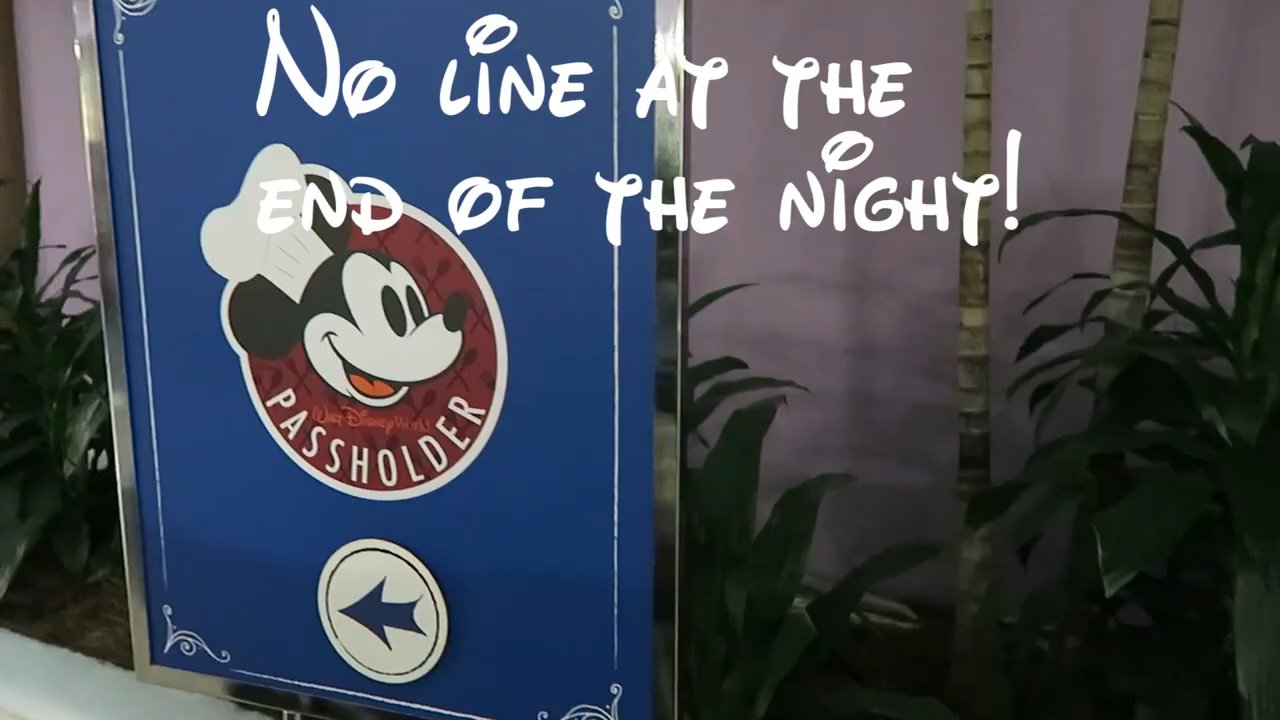 No line at the
end of the night!
Walt Disney World
PASSHOLDER